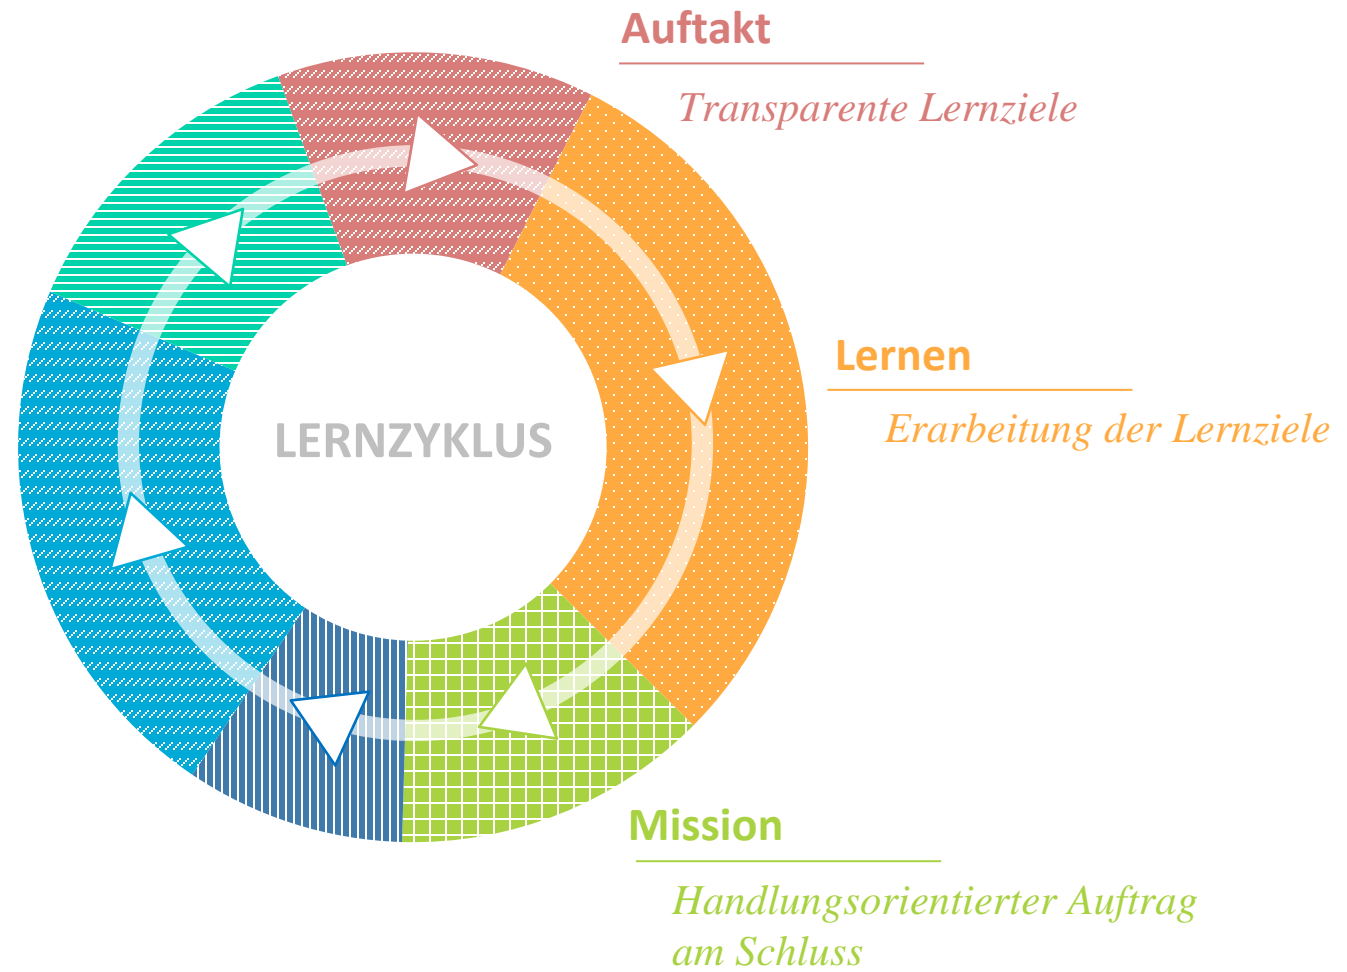 Auftakt
Transparente Lernziele
Lernen
LERNZYKLUS
Erarbeitung der Lernziele
Mission
Handlungsorientierter Auftrag
am Schluss